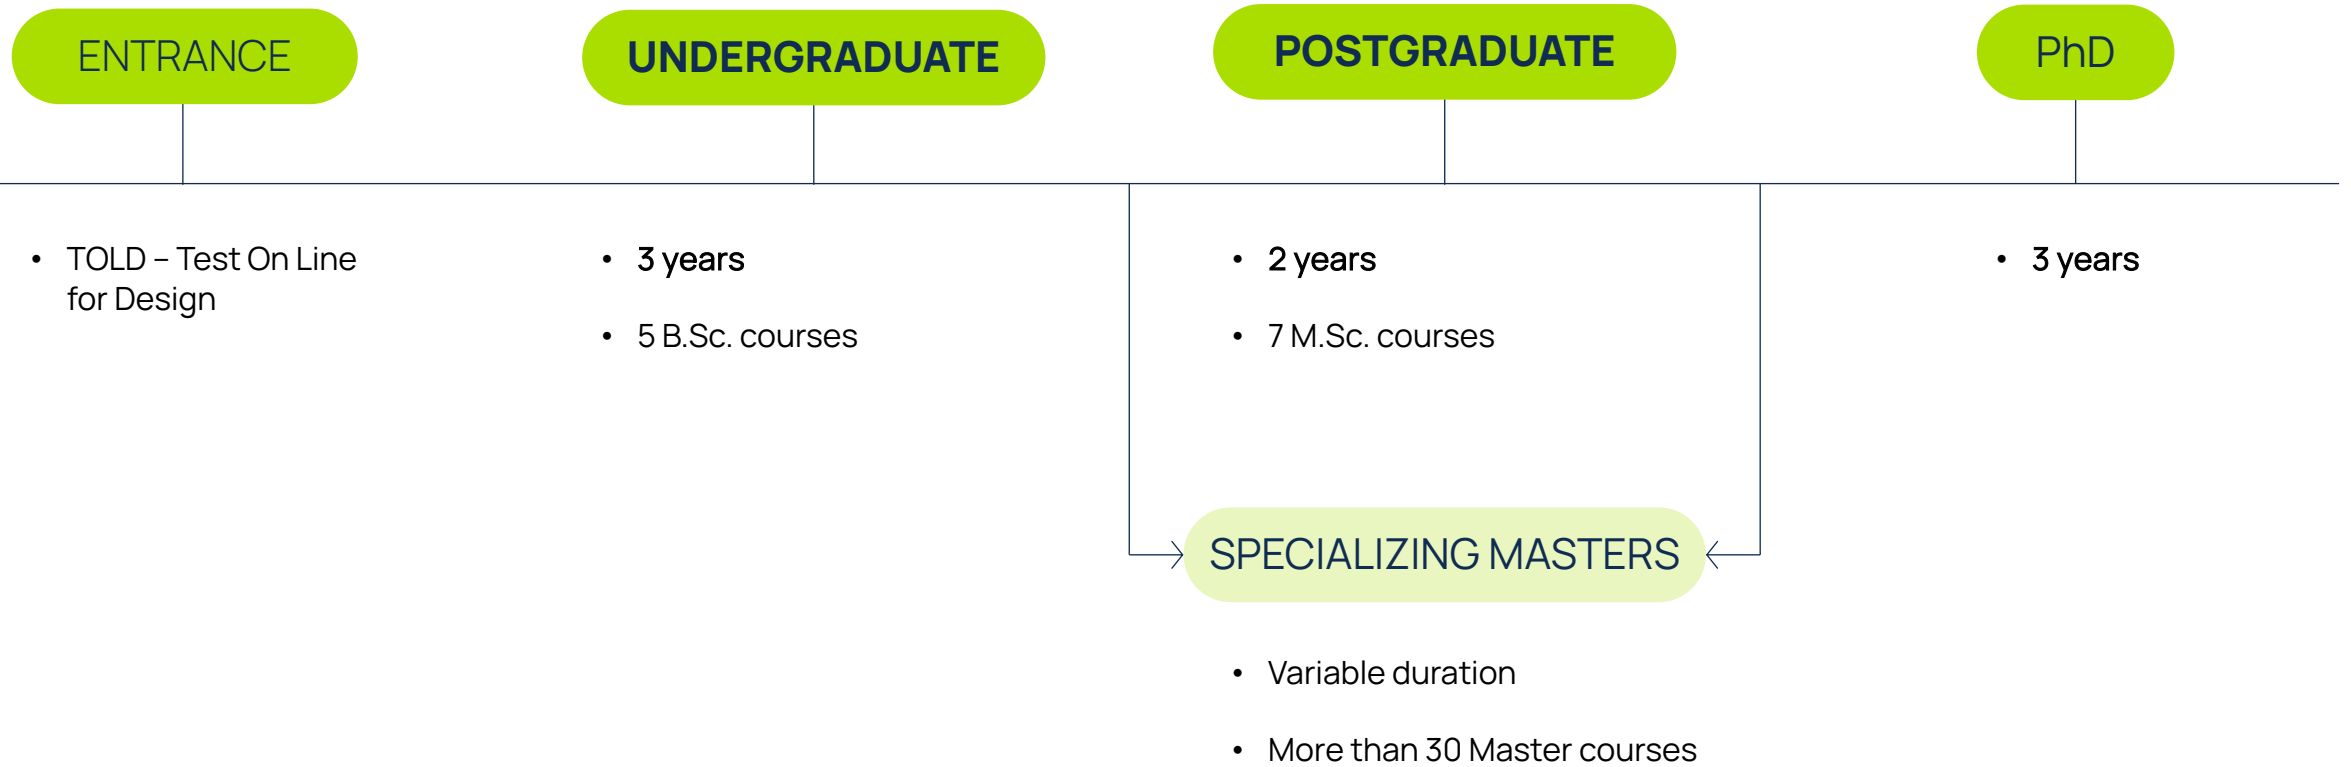 ENTRANCE
UNDERGRADUATE
POSTGRADUATE
PhD
• TOLD – Test On Line
for Design
• 3 years
• 5 B.Sc. courses
• 2 years
• 7 M.Sc. courses
• 3 years
SPECIALIZING MASTERS
• Variable duration
• More than 30 Master courses